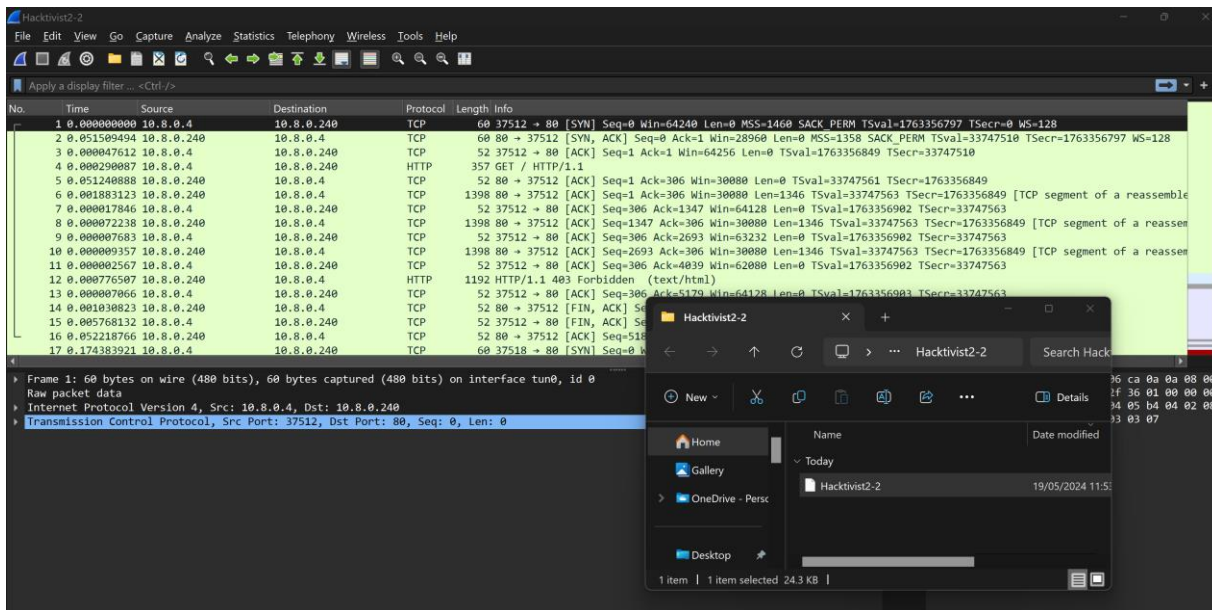 Hacktivist2-2
File Edit View Go Capture Analyze Statistics Telephony Wireless Tools Help
Apply a display filter ... <Ctrl-/>
No. Time Source Destination Protocol Length Info
1 0.000000000 10.8.0.4 10.8.0.240 TCP 60 37512 → 80 [SYN] Seq=0 Win=64240 Len=0 MSS=1460 SACK_PERM TSval=1763356797 TSecr=0 WS=128
2 0.051509494 10.8.0.240 10.8.0.4 TCP 60 80 → 37512 [SYN, ACK] Seq=0 Ack=1 Win=28960 Len=0 MSS=1358 SACK_PERM TSval=33747510 TSecr=1763356797 WS=128
3 0.000047612 10.8.0.4 10.8.0.240 TCP 52 37512 → 80 [ACK] Seq=1 Ack=1 Win=64256 Len=0 TSval=1763356849 TSecr=33747510
4 0.000290087 10.8.0.4 10.8.0.240 HTTP 357 GET / HTTP/1.1
5 0.051240888 10.8.0.240 10.8.0.4 TCP 52 80 → 37512 [ACK] Seq=1 Ack=306 Win=30080 Len=0 TSval=33747561 TSecr=1763356849
6 0.001883123 10.8.0.240 10.8.0.4 TCP 1398 80 → 37512 [ACK] Seq=1 Ack=306 Win=30080 Len=1346 TSval=33747563 TSecr=1763356849 [TCP segment of a reassemble
7 0.000017846 10.8.0.4 10.8.0.240 TCP 52 37512 → 80 [ACK] Seq=306 Ack=1347 Win=64128 Len=0 TSval=1763356902 TSecr=33747563
8 0.000072238 10.8.0.240 10.8.0.4 TCP 1398 80 → 37512 [ACK] Seq=1347 Ack=306 Win=30080 Len=1346 TSval=33747563 TSecr=1763356849 [TCP segment of a reassem
9 0.000007683 10.8.0.4 10.8.0.240 TCP 52 37512 → 80 [ACK] Seq=306 Ack=2693 Win=63232 Len=0 TSval=1763356902 TSecr=33747563
10 0.000009357 10.8.0.240 10.8.0.4 TCP 1398 80 → 37512 [ACK] Seq=2693 Ack=306 Win=30080 Len=1346 TSval=33747563 TSecr=1763356849 [TCP segment of a reassem
11 0.000002567 10.8.0.4 10.8.0.240 TCP 52 37512 → 80 [ACK] Seq=306 Ack=4039 Win=62080 Len=0 TSval=1763356902 TSecr=33747563
12 0.000776507 10.8.0.240 10.8.0.4 HTTP 1192 HTTP/1.1 403 Forbidden (text/html)
13 0.000007066 10.8.0.4 10.8.0.240 TCP 52 37512 → 80 [ACK] Seq=306 Ack=5179 Win=64128 Len=0 TSval=1763356903 TSecr=33747563
14 0.001030823 10.8.0.240 10.8.0.4 TCP 52 80 → 37512 [FIN, ACK] Se
15 0.005768132 10.8.0.4 10.8.0.240 TCP 52 37512 → 80 [FIN, ACK] Se
16 0.052218766 10.8.0.240 10.8.0.4 TCP 52 80 → 37512 [ACK] Seq=518
17 0.174383921 10.8.0.4 10.8.0.240 TCP 60 37518 → 80 [SYN] Seq=0 W
Frame 1: 60 bytes on wire (480 bits), 60 bytes captured (480 bits) on interface tun0, id 0
Raw packet data
Internet Protocol Version 4, Src: 10.8.0.4, Dst: 10.8.0.240
Transmission Control Protocol, Src Port: 37512, Dst Port: 80, Seq: 0, Len: 0
ca 0a 0a 08
36 01 00 00
05 b4 04 02
03 07
Hacktivist2-2
Hacktivist2-2 Search Hack
New Details
Home
Gallery
OneDrive - Persc
Desktop
Name Date modified
Today
Hacktivist2-2 19/05/2024 11:53
1 item 1 item selected 24.3 KB